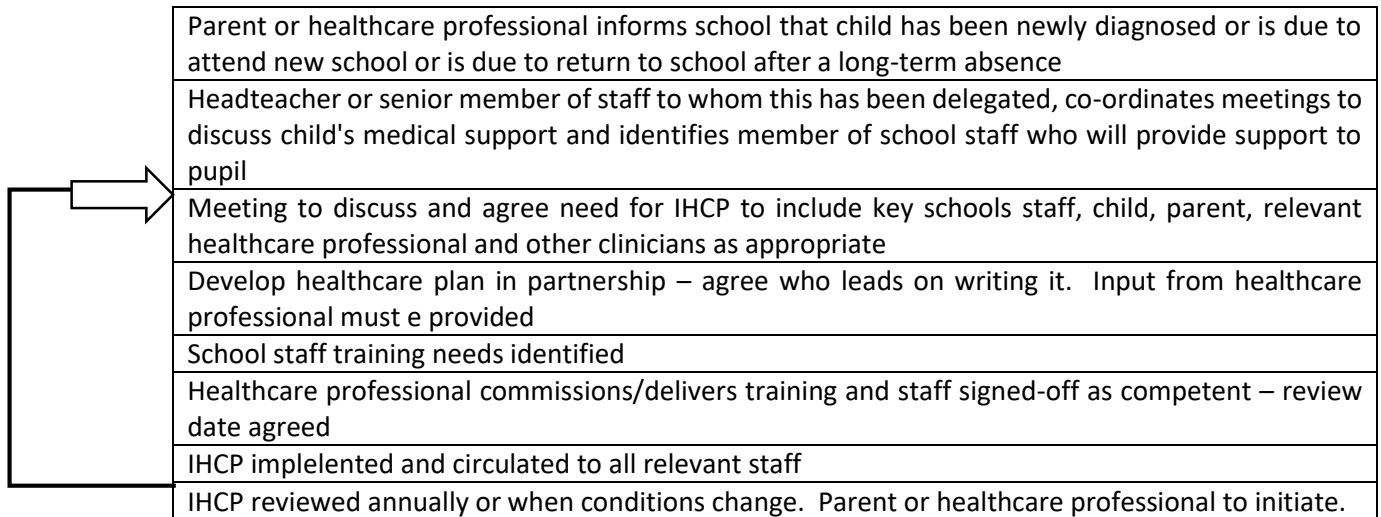 Parent or healthcare professional informs school that child has been newly diagnosed or is due to
attend new school or is due to return to school after a long-term absence
Headteacher or senior member of staff to whom this has been delegated, co-ordinates meetings to
discuss child's medical support and identifies member of school staff who will provide support to
pupil
Meeting to discuss and agree need for IHCP to include key schools staff, child, parent, relevant
healthcare professional and other clinicians as appropriate
Develop healthcare plan in partnership – agree who leads on writing it.  Input from healthcare
professional must e provided
School staff training needs identified
Healthcare professional commissions/delivers training and staff signed-off as competent – review
date agreed
IHCP implelented and circulated to all relevant staff
IHCP reviewed annually or when conditions change.  Parent or healthcare professional to initiate.